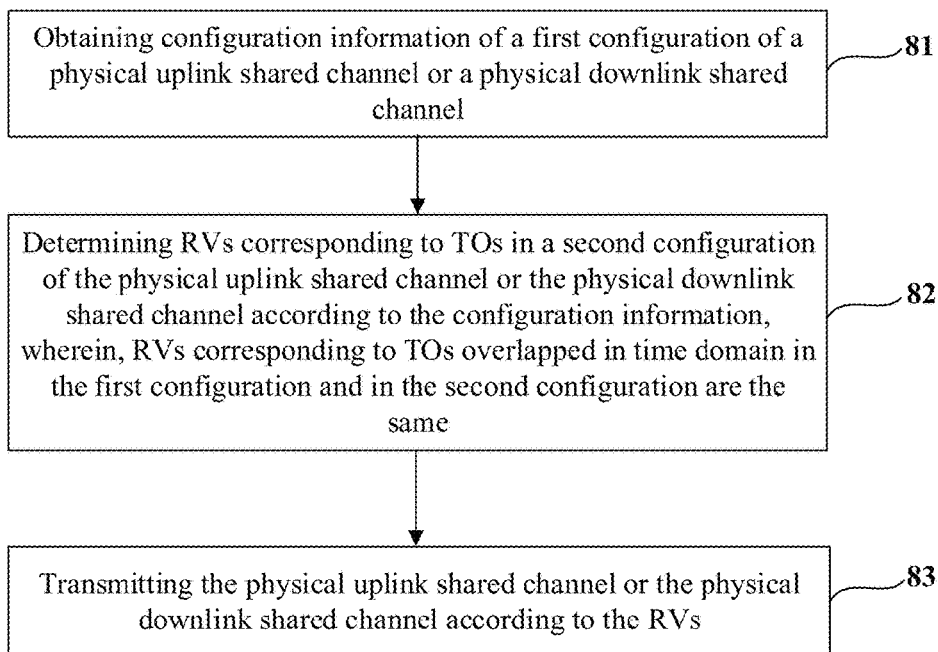 Obtaining configuration information of a first configuration of a
physical uplink shared channel or a physical downlink shared
channel
81
Determining RVs corresponding to TOs in a second configuration
of the physical uplink shared channel or the physical downlink
shared channel according to the configuration information,
wherein, RVs corresponding to TOs overlapped in time domain in
the first configuration and in the second configuration are the
same
82
Transmitting the physical uplink shared channel or the physical
downlink shared channel according to the RVs
83